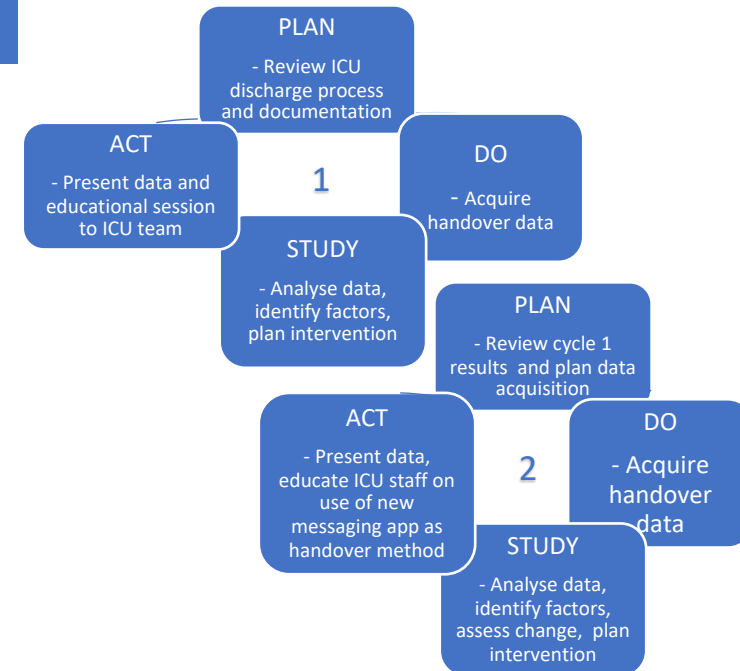 PLAN
- Review ICU
discharge process
and documentation
ACT
- Present data and
educational session
to ICU team
1
DO
- Acquire
handover data
STUDY
- Analyse data,
identify factors,
plan intervention
PLAN
- Review cycle 1
results and plan data
acquisition
ACT
- Present data,
educate ICU staff on
use of new
messaging app as
handover method
2
DO
- Acquire
handover
data
STUDY
- Analyse data,
identify factors,
assess change, plan
intervention